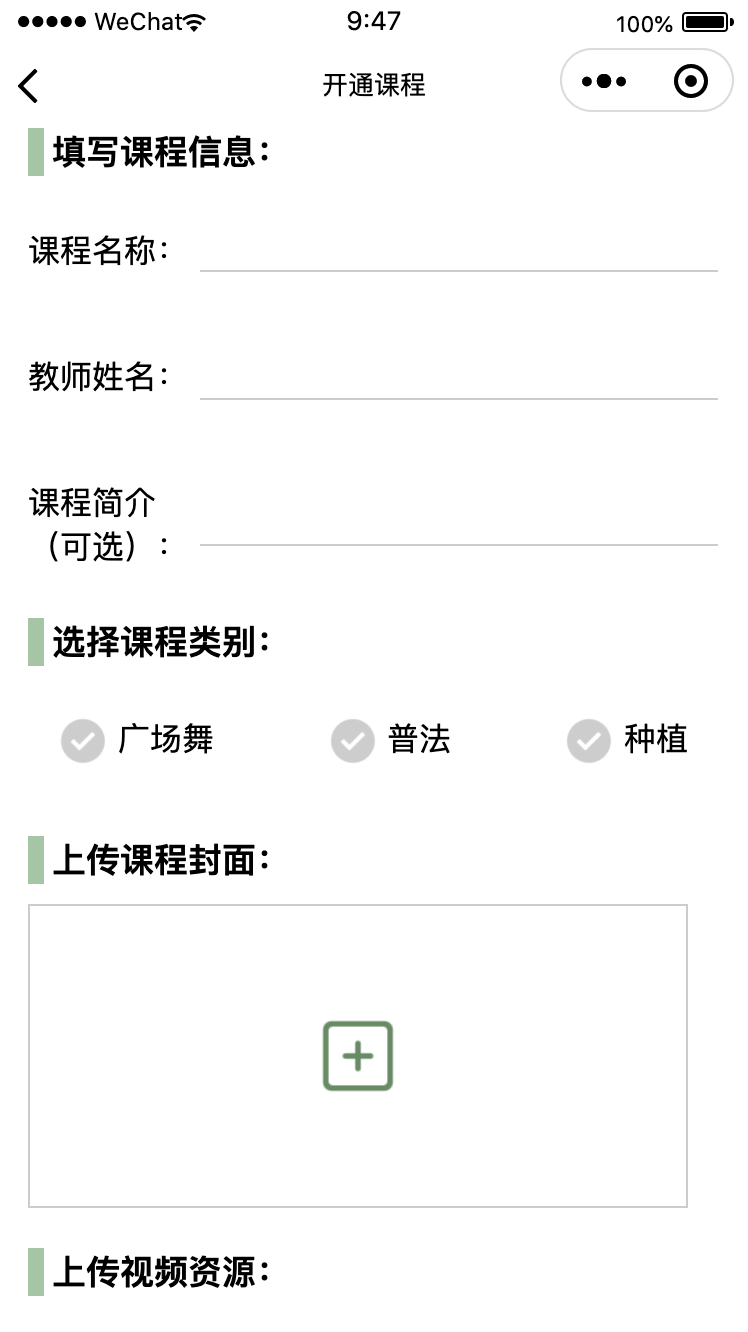 WeChat 9:47 100%
开通课程
填写课程信息：
课程名称：
教师姓名：
课程简介
（可选）：
选择课程类别：
广场舞 普法 种植
上传课程封面：
上传视频资源：